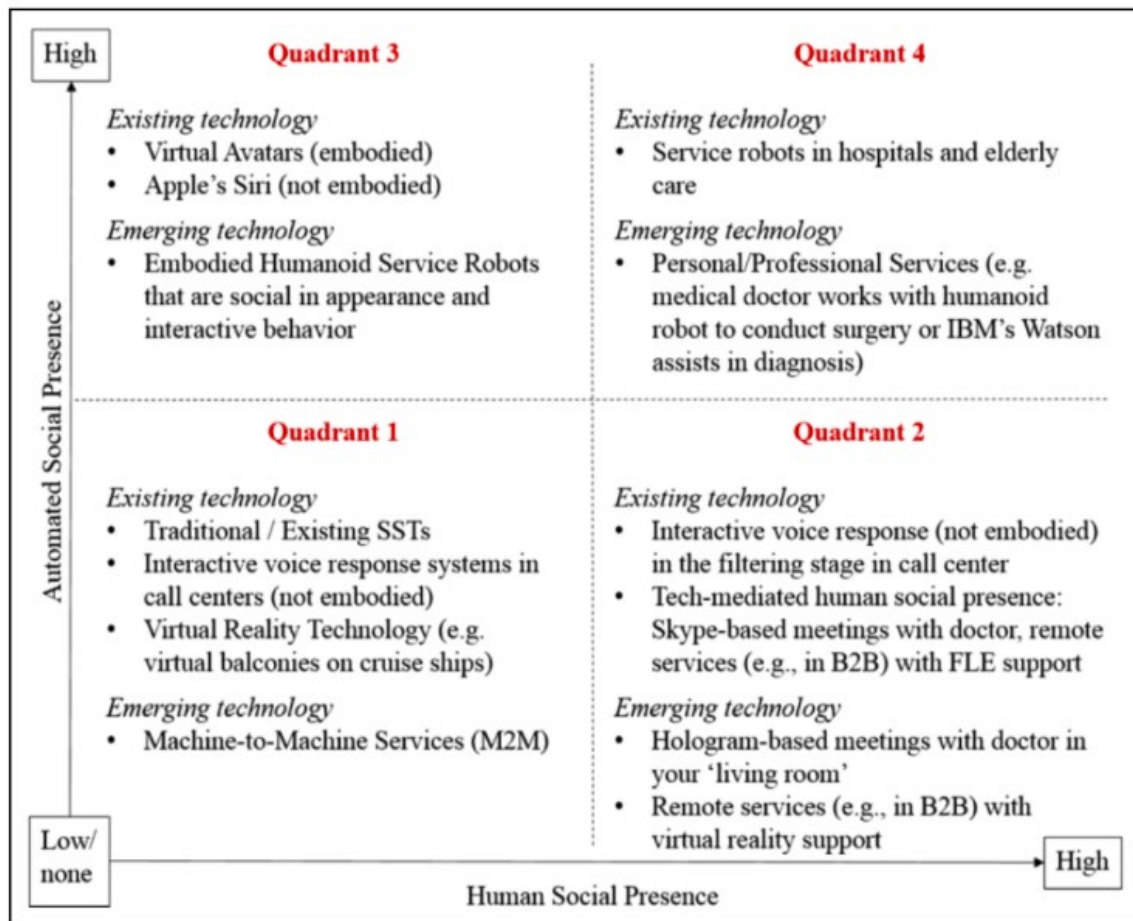 High
Quadrant 3
Existing technology
• Virtual Avatars (embodied)
• Apple’s Siri (not embodied)
Emerging technology
• Embodied Humanoid Service Robots
that are social in appearance and
interactive behavior
Quadrant 4
Existing technology
• Service robots in hospitals and elderly
care
Emerging technology
• Personal/Professional Services (e.g.
medical doctor works with humanoid
robot to conduct surgery or IBM’s Watson
assists in diagnosis)
Automated Social Presence
Quadrant 1
Existing technology
• Traditional / Existing SSTs
• Interactive voice response systems in
call centers (not embodied)
• Virtual Reality Technology (e.g.
virtual balconies on cruise ships)
Emerging technology
• Machine-to-Machine Services (M2M)
Quadrant 2
Existing technology
• Interactive voice response (not embodied)
in the filtering stage in call center
• Tech-mediated human social presence:
Skype-based meetings with doctor, remote
services (e.g., in B2B) with FLE support
Emerging technology
• Hologram-based meetings with doctor in
your ‘living room’
• Remote services (e.g., in B2B) with
virtual reality support
Low/
none
High
Human Social Presence